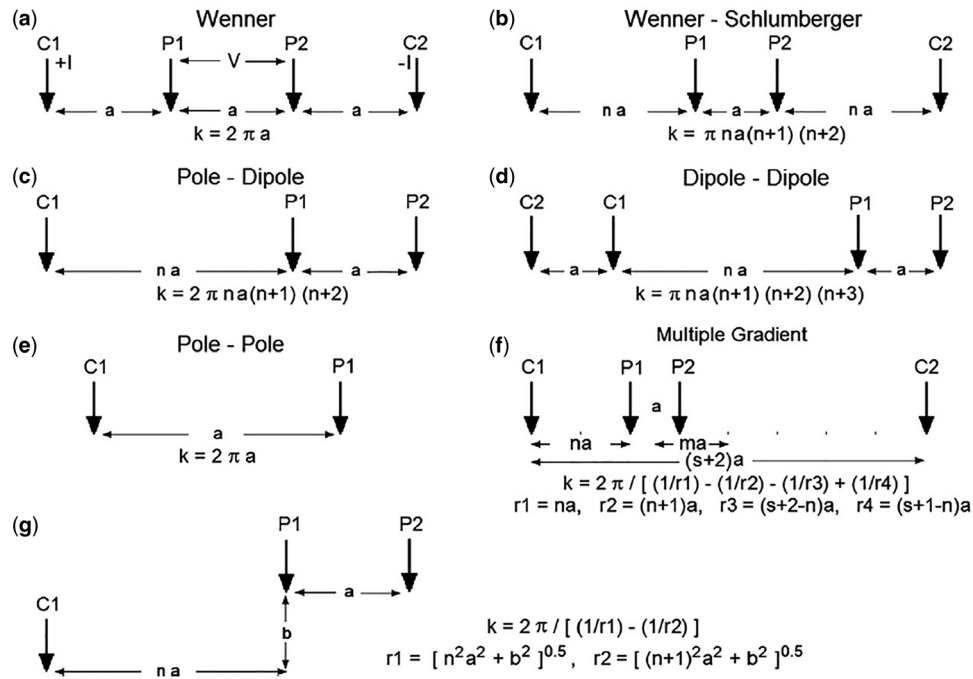 (a) Wenner
C1 P1 P2 C2
+I V -I
a a a
k = 2 π a
(b) Wenner - Schlumberger
C1 P1 P2 C2
n a a n a
k = π n a(n+1) (n+2)
(c) Pole - Dipole
C1 P1 P2
n a a
k = 2 π n a(n+1) (n+2)
(d) Dipole - Dipole
C2 C1 P1 P2
a n a a
k = π n a(n+1) (n+2) (n+3)
(e) Pole - Pole
C1 P1
a
k = 2 π a
(f) Multiple Gradient
C1 P1 P2 C2
a
na ma
(s+2)a
k = 2 π / [ (1/r1) - (1/r2) - (1/r3) + (1/r4) ]
r1 = na, r2 = (n+1)a, r3 = (s+2-n)a, r4 = (s+1-n)a
(g)
P1 P2
a
C1
b
n a
k = 2 π / [ (1/r1) - (1/r2) ]
r1 = [ n²a² + b² ]^0.5 , r2 = [ (n+1)²a² + b² ]^0.5